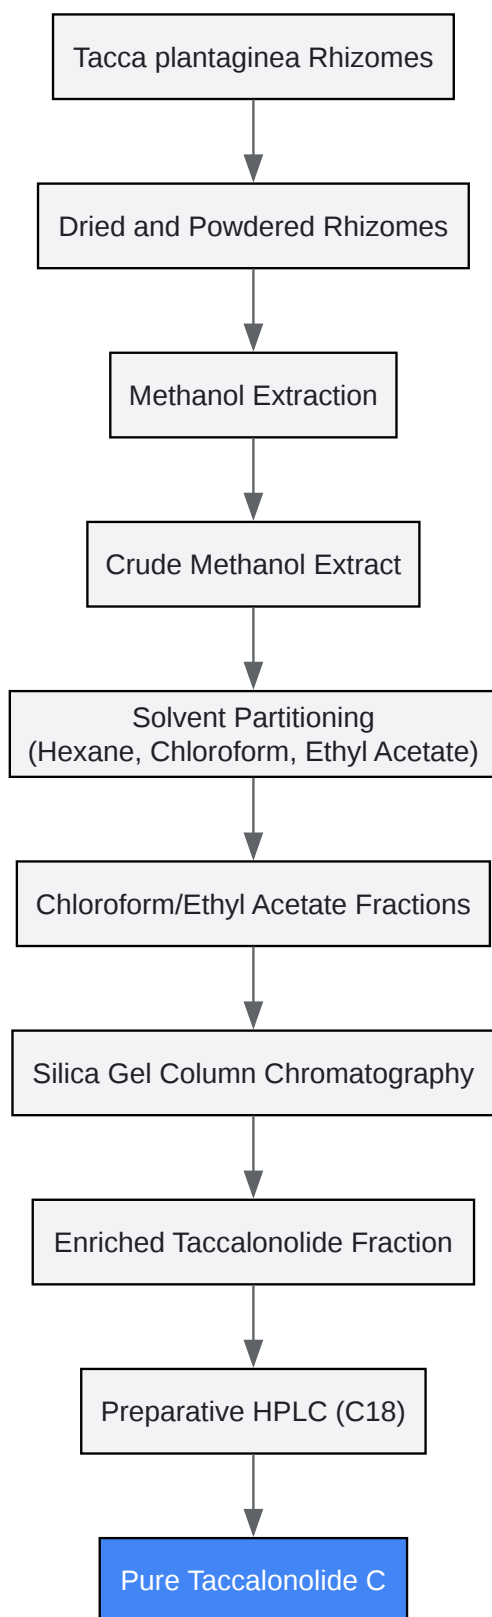 Tacca plantaginea Rhizomes
Dried and Powdered Rhizomes
Methanol Extraction
Crude Methanol Extract
Solvent Partitioning
(Hexane, Chloroform, Ethyl Acetate)
Chloroform/Ethyl Acetate Fractions
Silica Gel Column Chromatography
Enriched Taccalonolide Fraction
Preparative HPLC (C18)
Pure Taccalonolide C